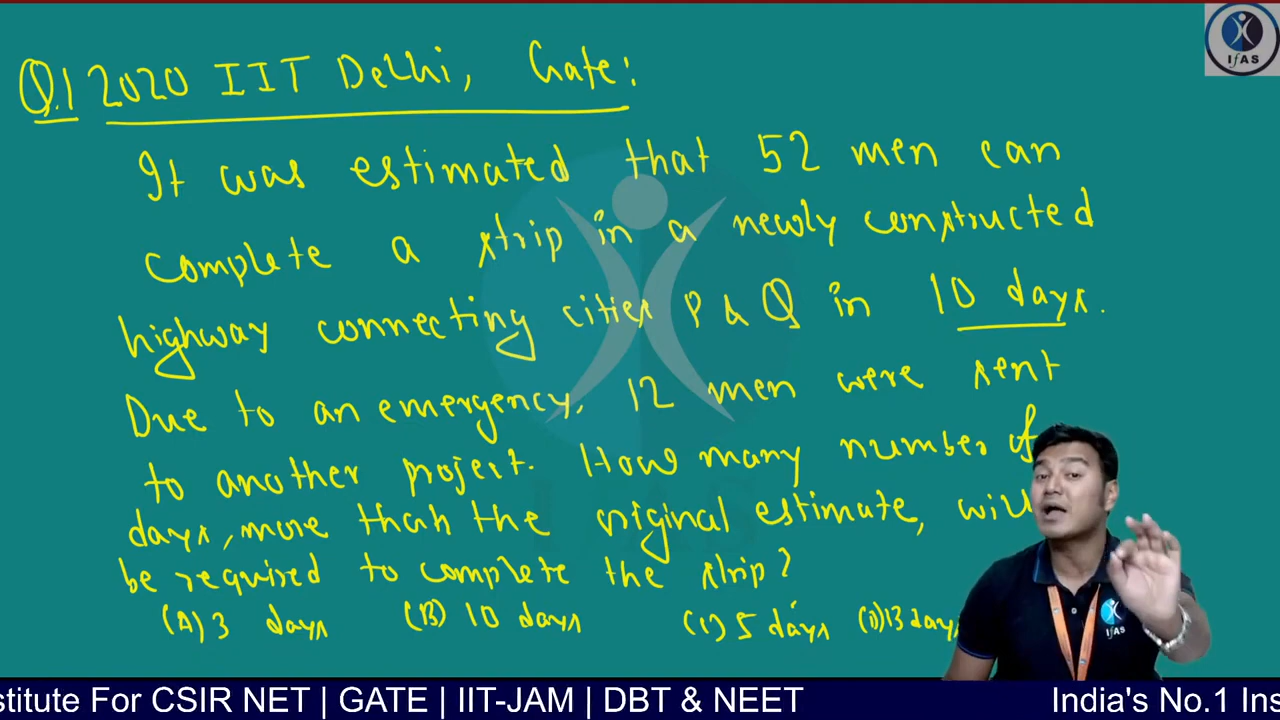 IfAS
Q.1 2020 IIT Delhi, Gate:
It was estimated that 52 men can
complete a strip in a newly constructed
highway connecting cities P & Q in 10 days.
Due to an emergency, 12 men were sent
to another project. How many number of
days, more than the original estimate, will
be required to complete the strip?
(A) 3 days (B) 10 days (C) 5 days (D) 13 days
IfAS
stitute For CSIR NET | GATE | IIT-JAM | DBT & NEET India's No.1 Ins